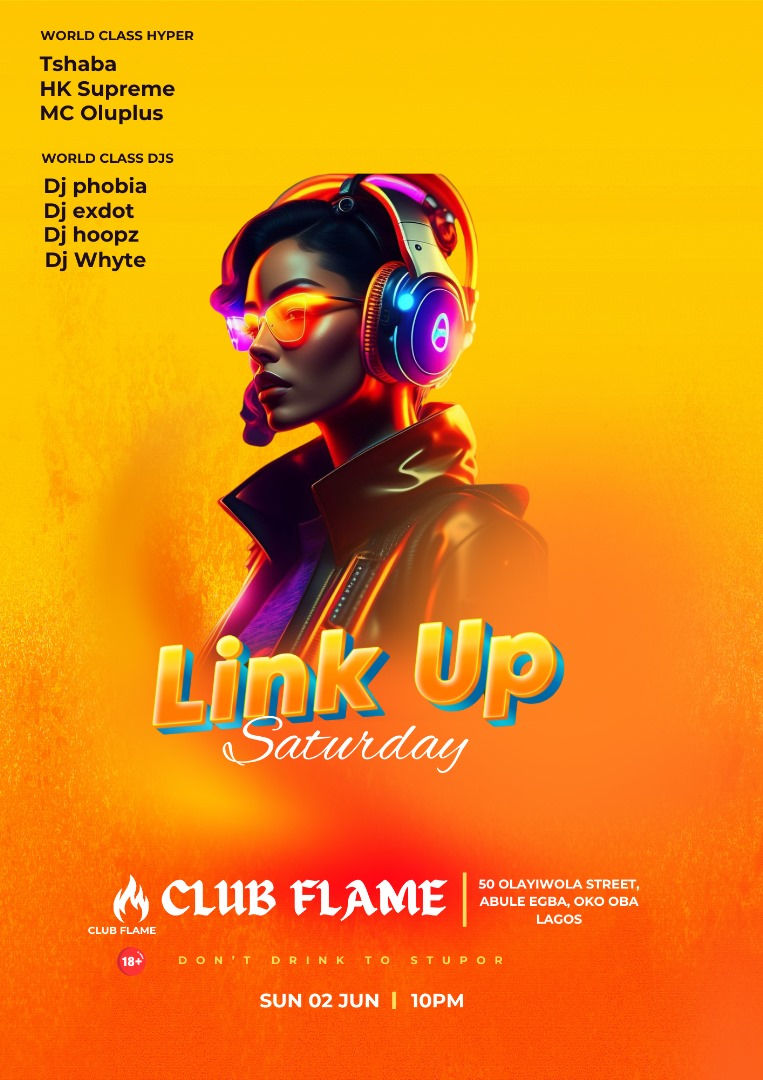 WORLD CLASS HYPER
Tshaba
HK Supreme
MC Oluplus
WORLD CLASS DJS
Dj phobia
Dj exdot
Dj hoopz
Dj Whyte
Link Up
Saturday
CLUB FLAME
CLUB FLAME
50 OLAYIWOLA STREET,
ABULE EGBA, OKO OBA
LAGOS
18+
DON'T DRINK TO STUPOR
SUN 02 JUN | 10PM